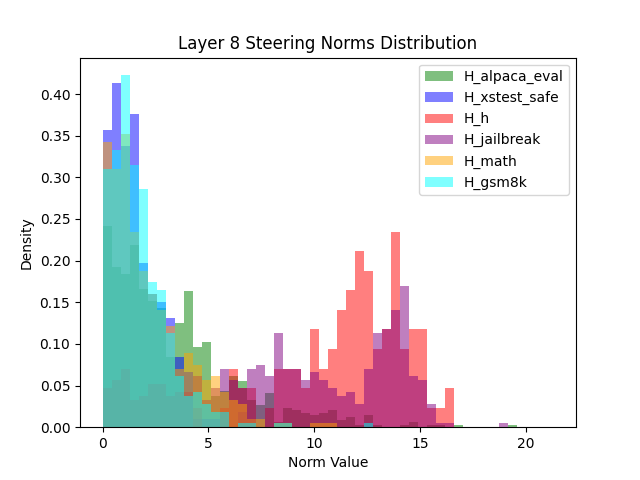 Layer 8 Steering Norms Distribution
H_alpaca_eval
H_xstest_safe
H_h
H_jailbreak
H_math
H_gsm8k
0.40
0.35
0.30
0.25
0.20
0.15
0.10
0.05
0.00
Density
0 5 10 15 20
Norm Value